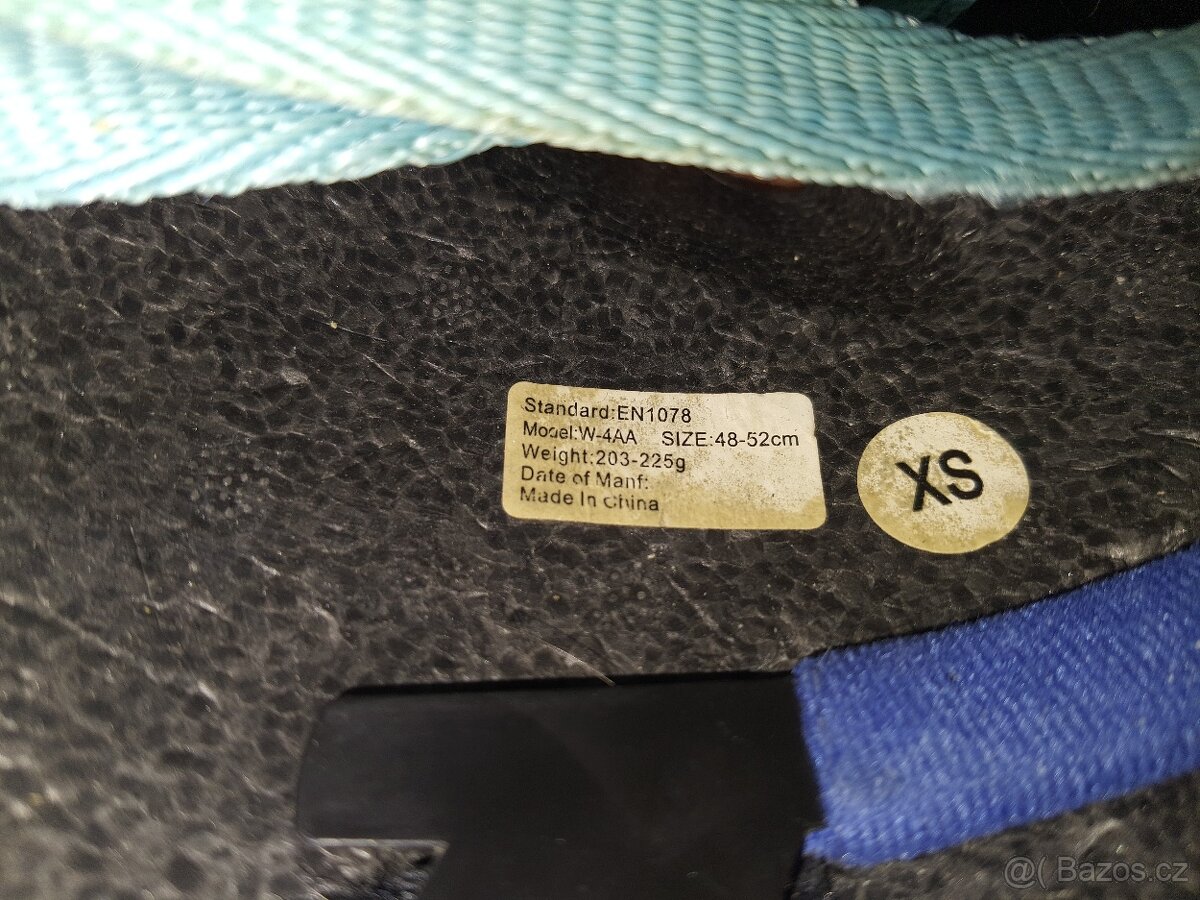 Standard:EN1078
Model:W-4AA SIZE:48-52cm
Weight:203-225g
Date of Manf:
Made In China
XS
@( Bazos.cz